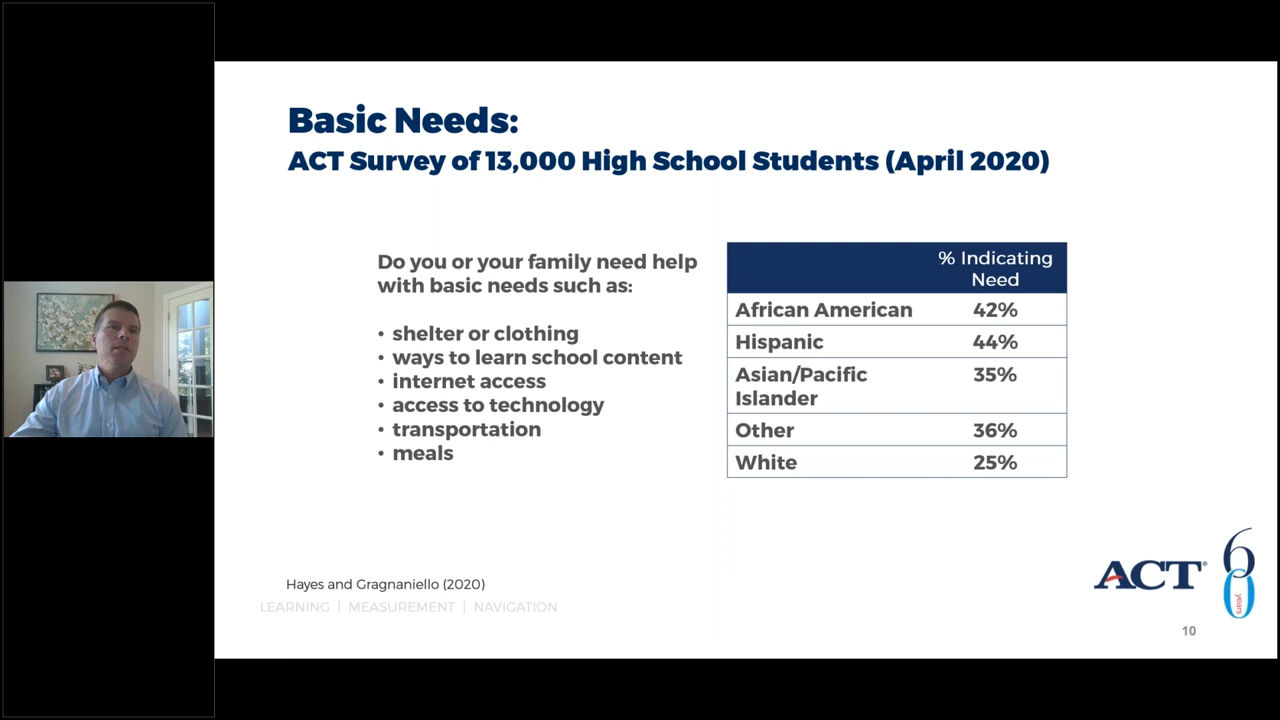 Basic Needs:
ACT Survey of 13,000 High School Students (April 2020)
Do you or your family need help
with basic needs such as:
• shelter or clothing
• ways to learn school content
• internet access
• access to technology
• transportation
• meals
% Indicating
Need
African American 42%
Hispanic 44%
Asian/Pacific 35%
Islander
Other 36%
White 25%
Hayes and Gragnaniello (2020)
LEARNING | MEASUREMENT | NAVIGATION
ACT®
60
years
10